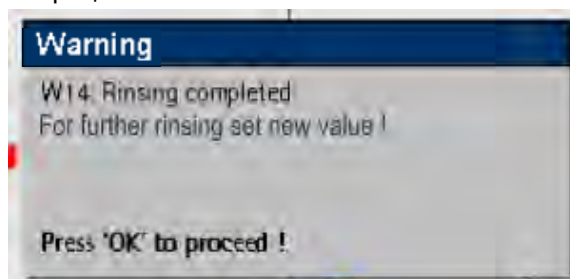 Warning
W14 Rinsing completed
For further rinsing set new value !
Press "OK" to proceed !